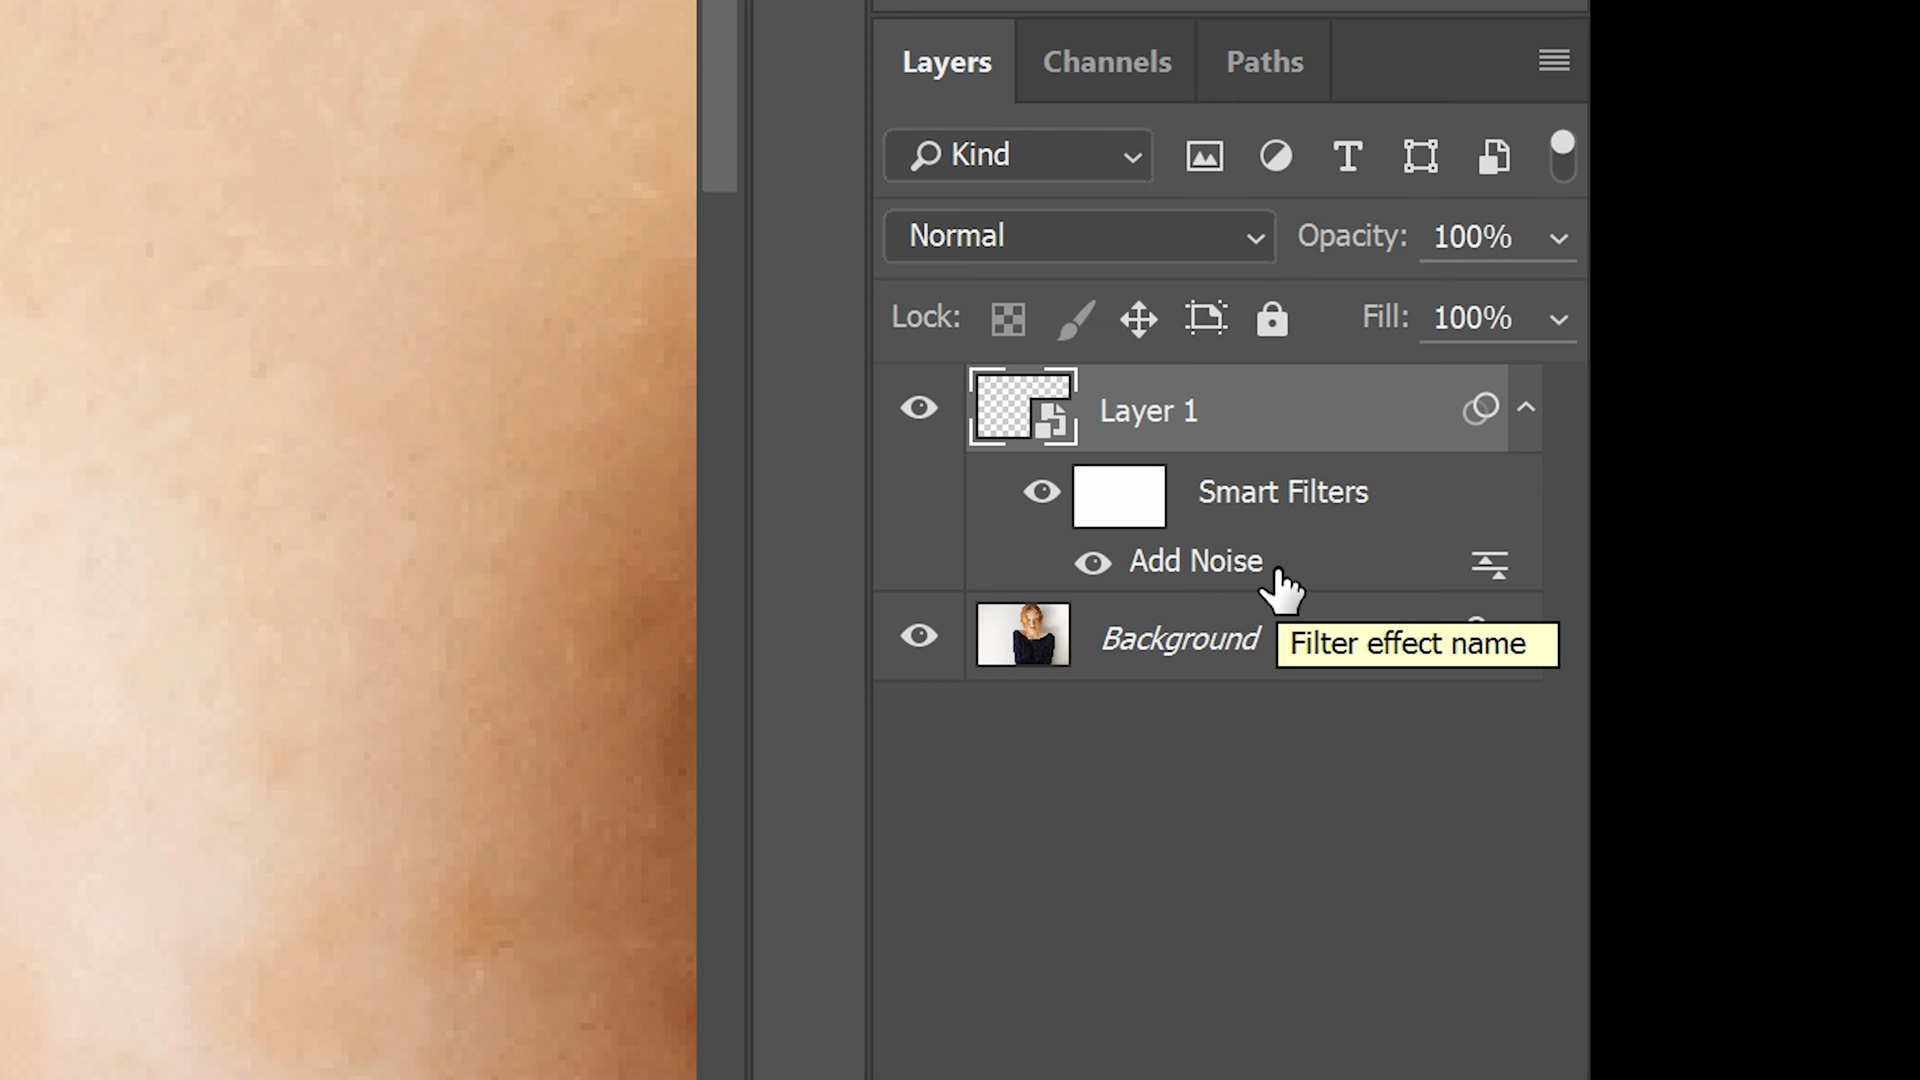 Layers Channels Paths
Kind
Normal Opacity: 100%
Lock: Fill: 100%
Layer 1
Smart Filters
Add Noise
Background
Filter effect name